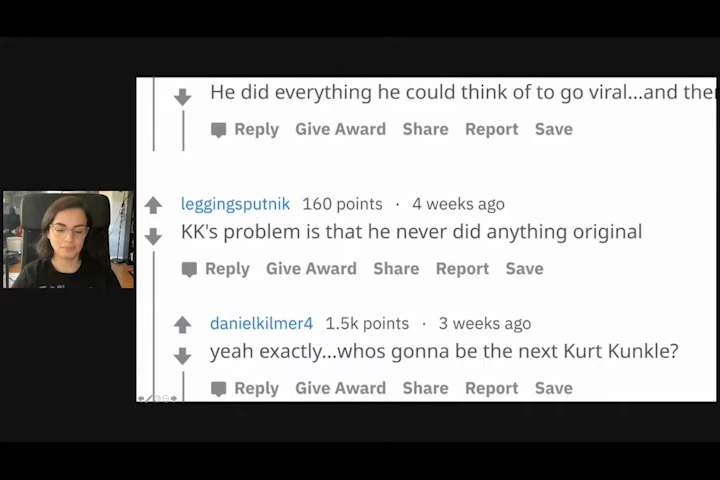 He did everything he could think of to go viral...and the
Reply Give Award Share Report Save
leggingsputnik 160 points · 4 weeks ago
KK's problem is that he never did anything original
Reply Give Award Share Report Save
danielkilmer4 1.5k points · 3 weeks ago
yeah exactly...whos gonna be the next Kurt Kunkle?
Reply Give Award Share Report Save